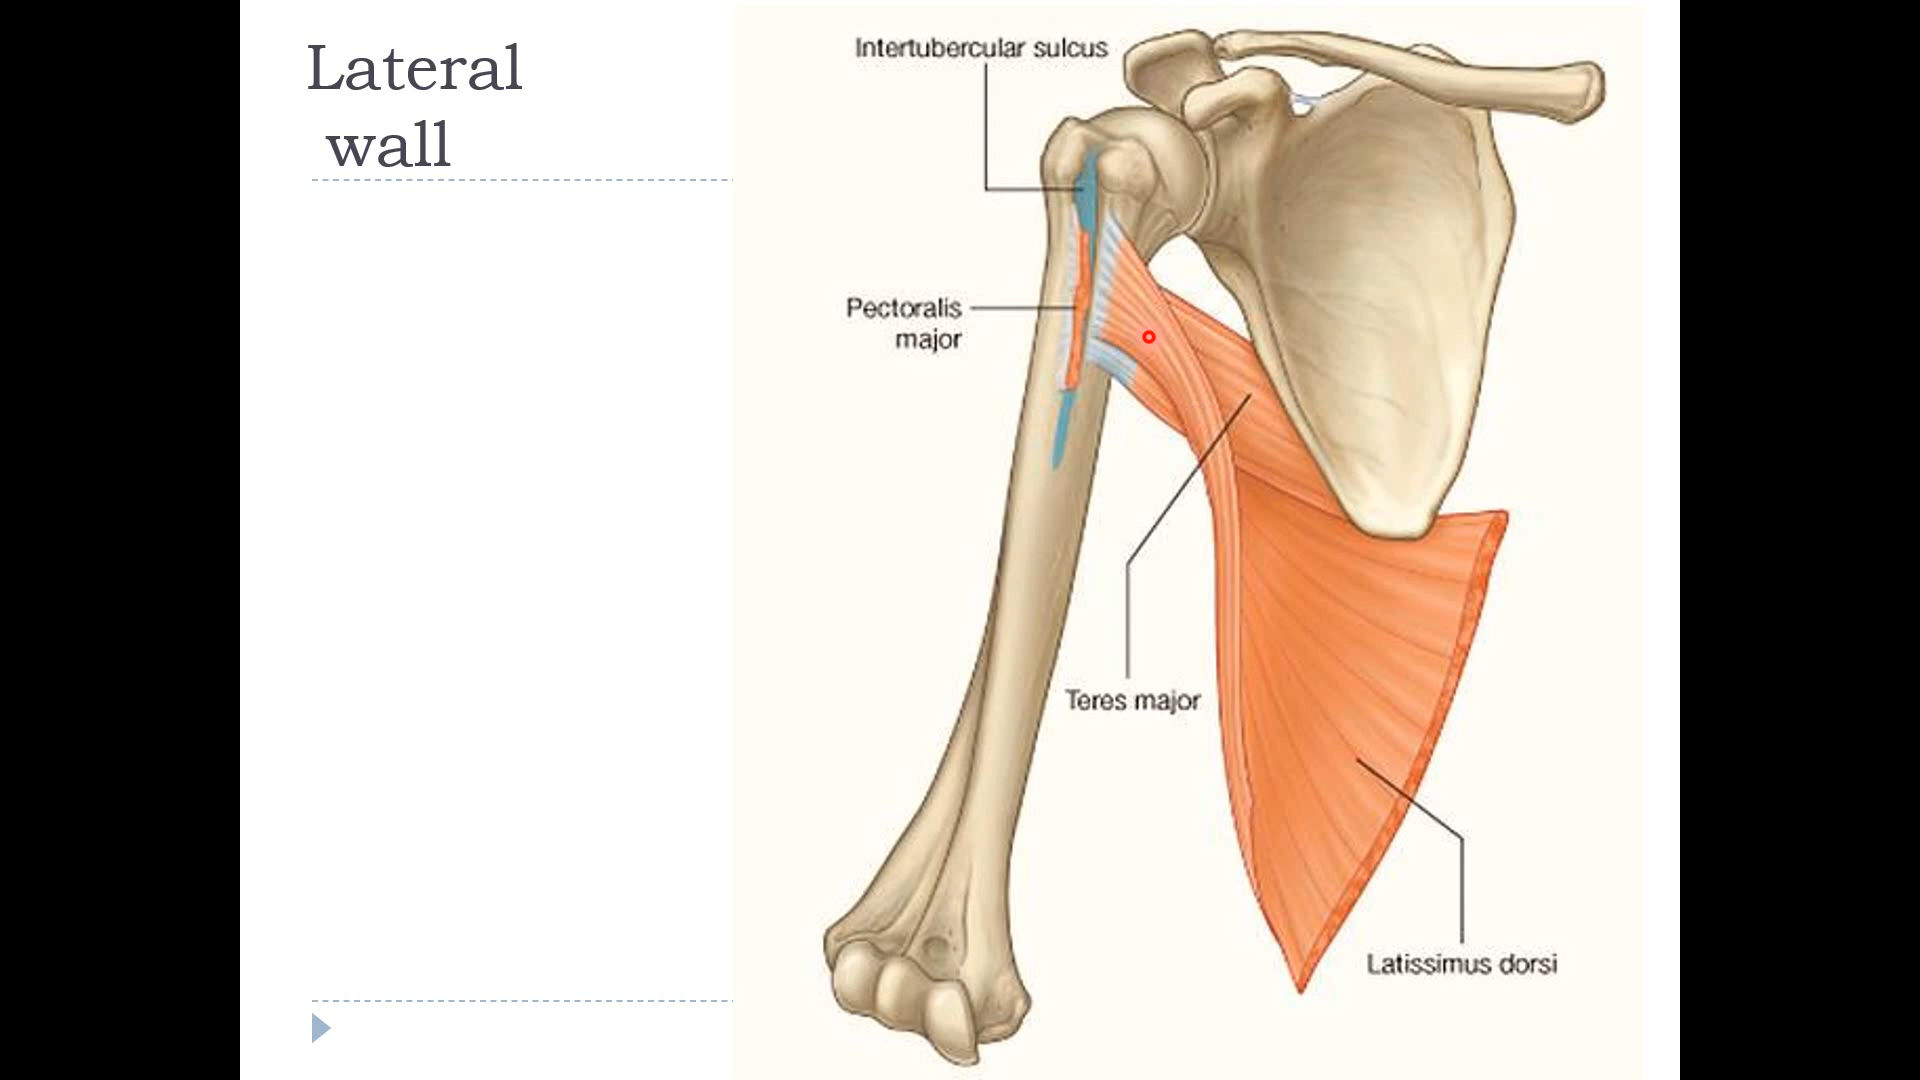 Lateral
wall
Intertubercular sulcus
Pectoralis
major
Teres major
Latissimus dorsi